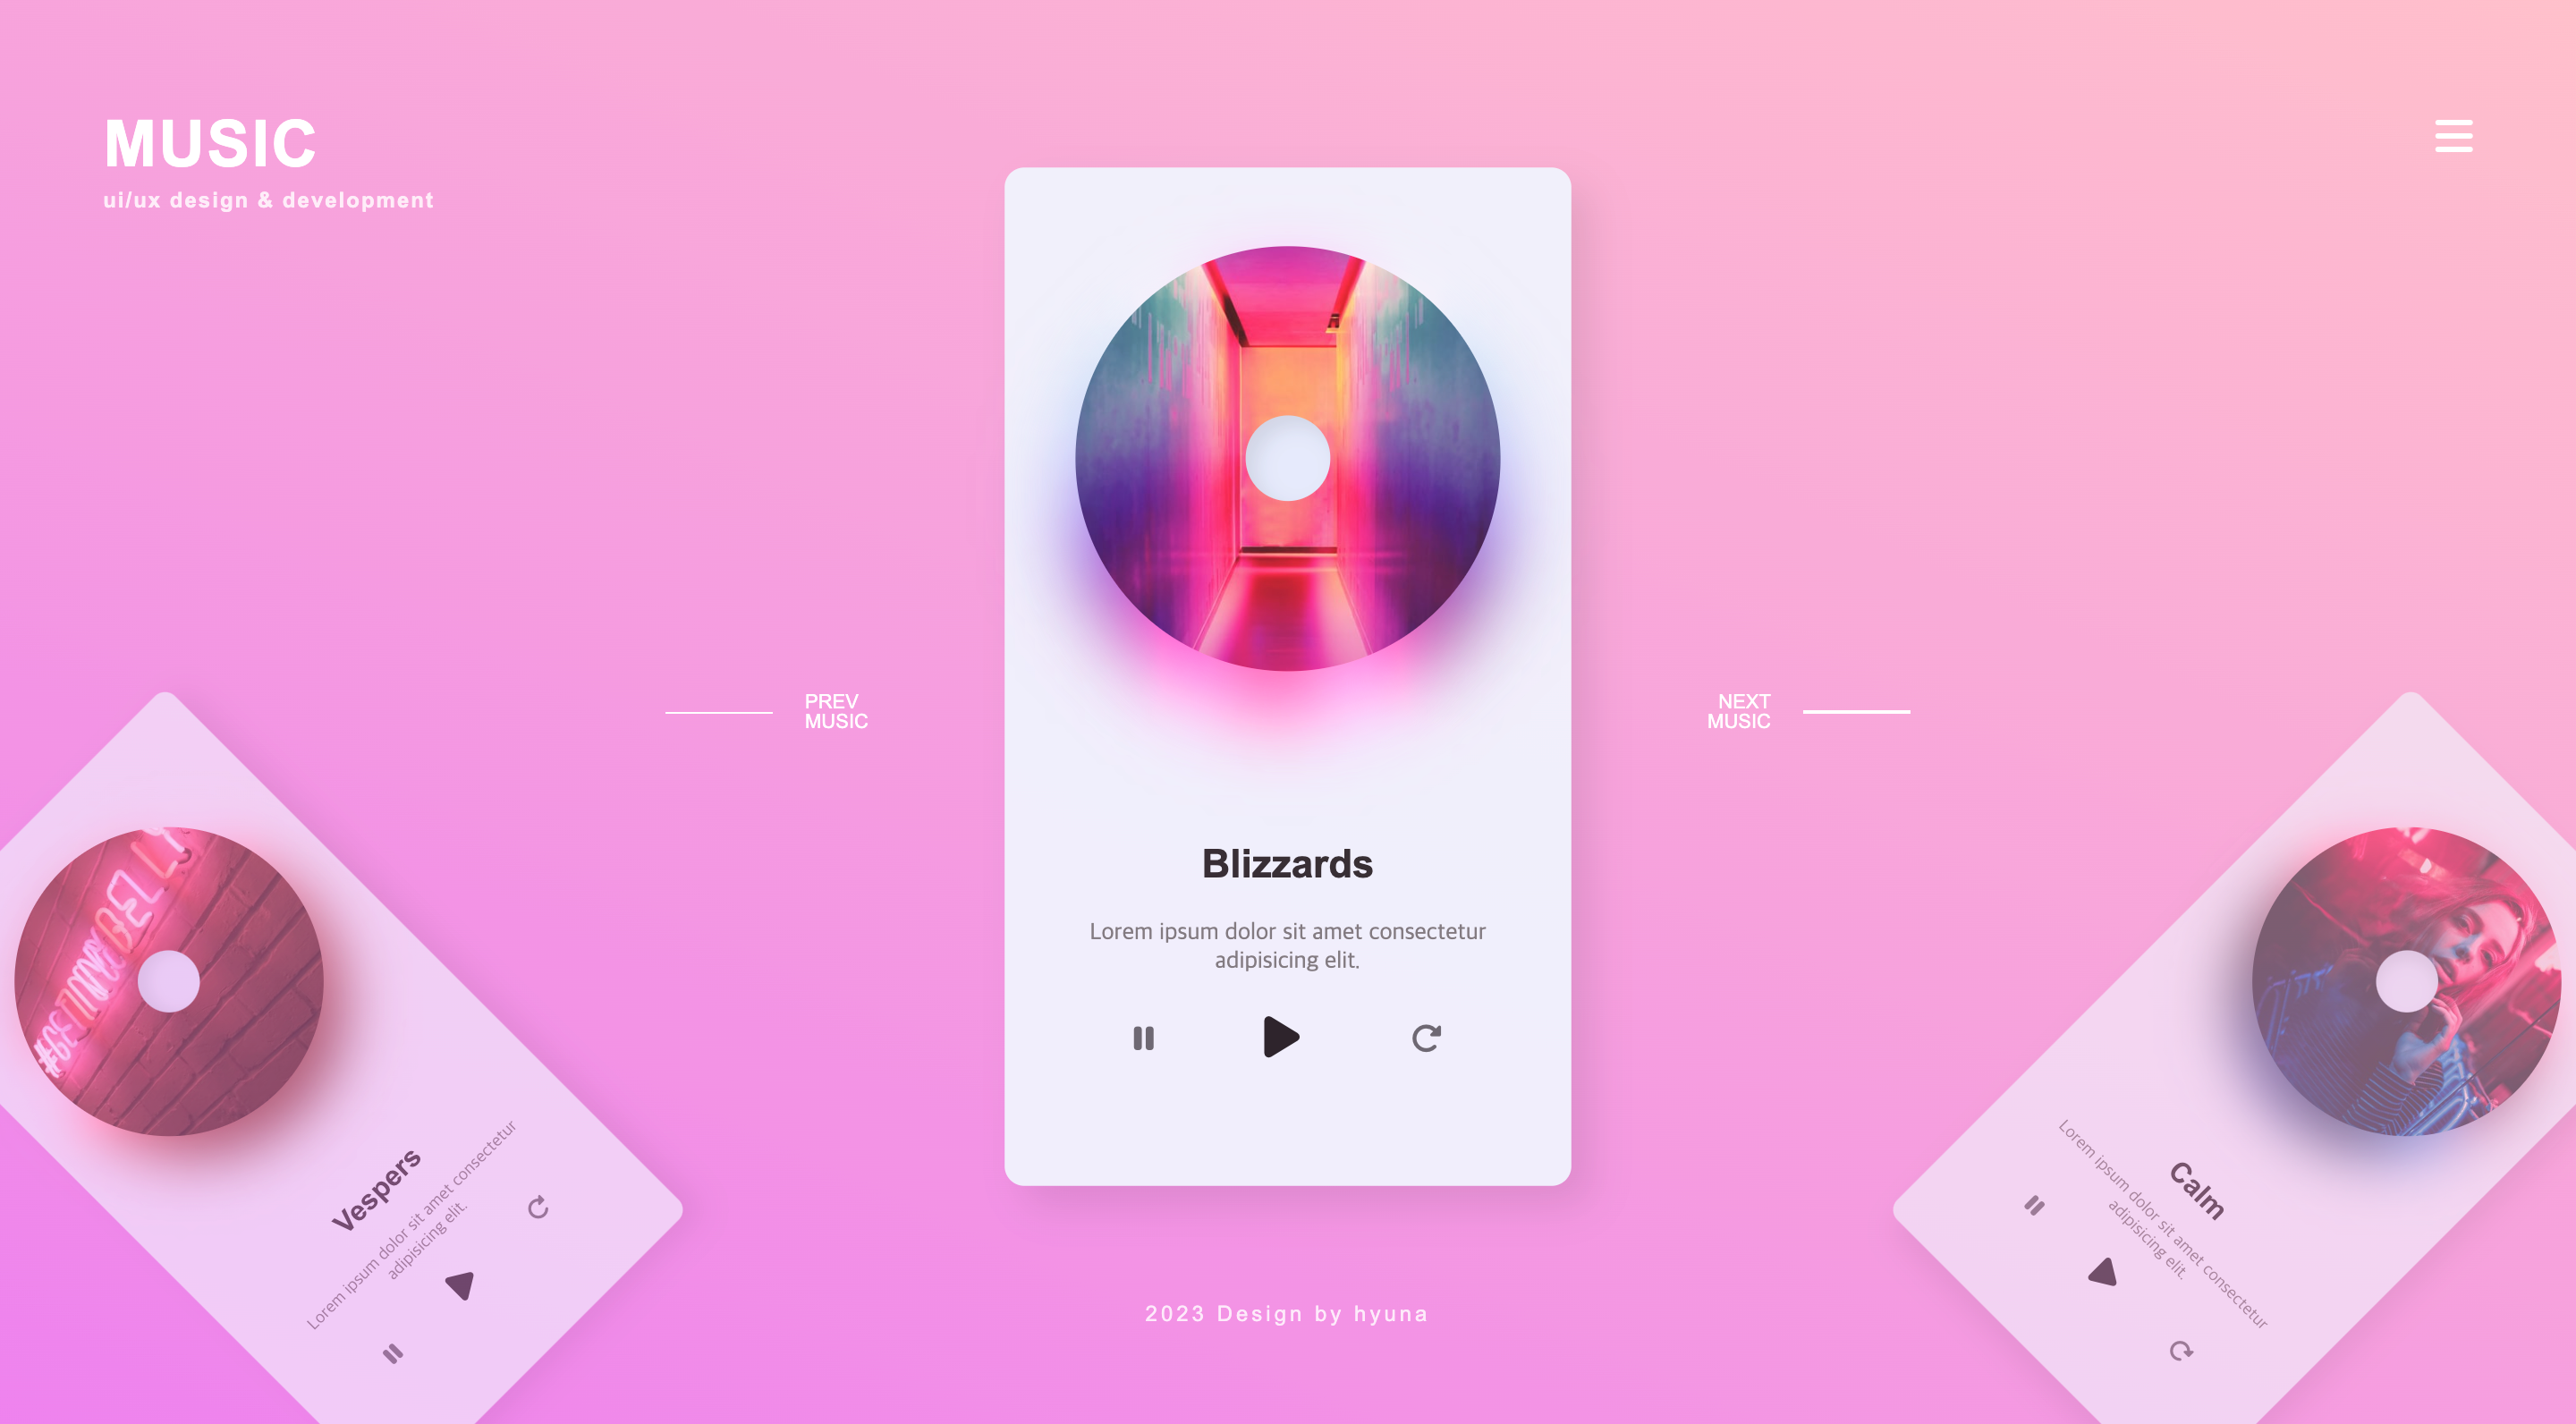 MUSIC
ui/ux design & development
PREV
MUSIC
NEXT
MUSIC
Blizzards
Lorem ipsum dolor sit amet consectetur
adipisicing elit.
Vespers
Lorem ipsum dolor sit amet consectetur
adipisicing elit.
Calm
Lorem ipsum dolor sit amet consectetur
adipisicing elit.
2023 Design by hyuna